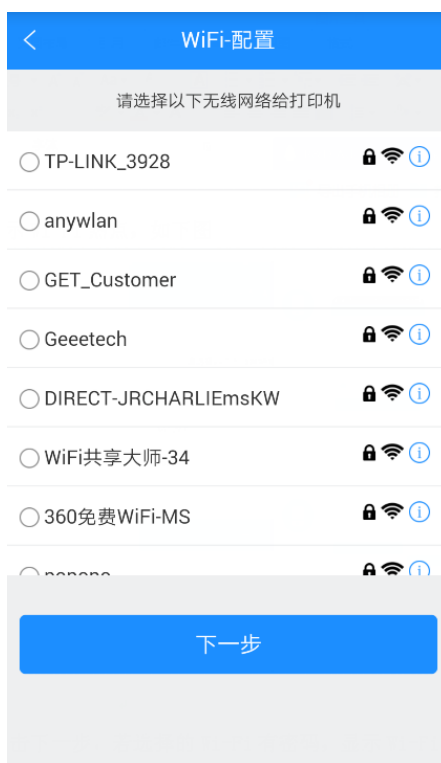 WiFi-配置
请选择以下无线网络给打印机
TP-LINK_3928
anywlan
GET_Customer
Geeetech
DIRECT-JRCHARLIEmsKW
WiFi共享大师-34
360免费WiFi-MS
下一步